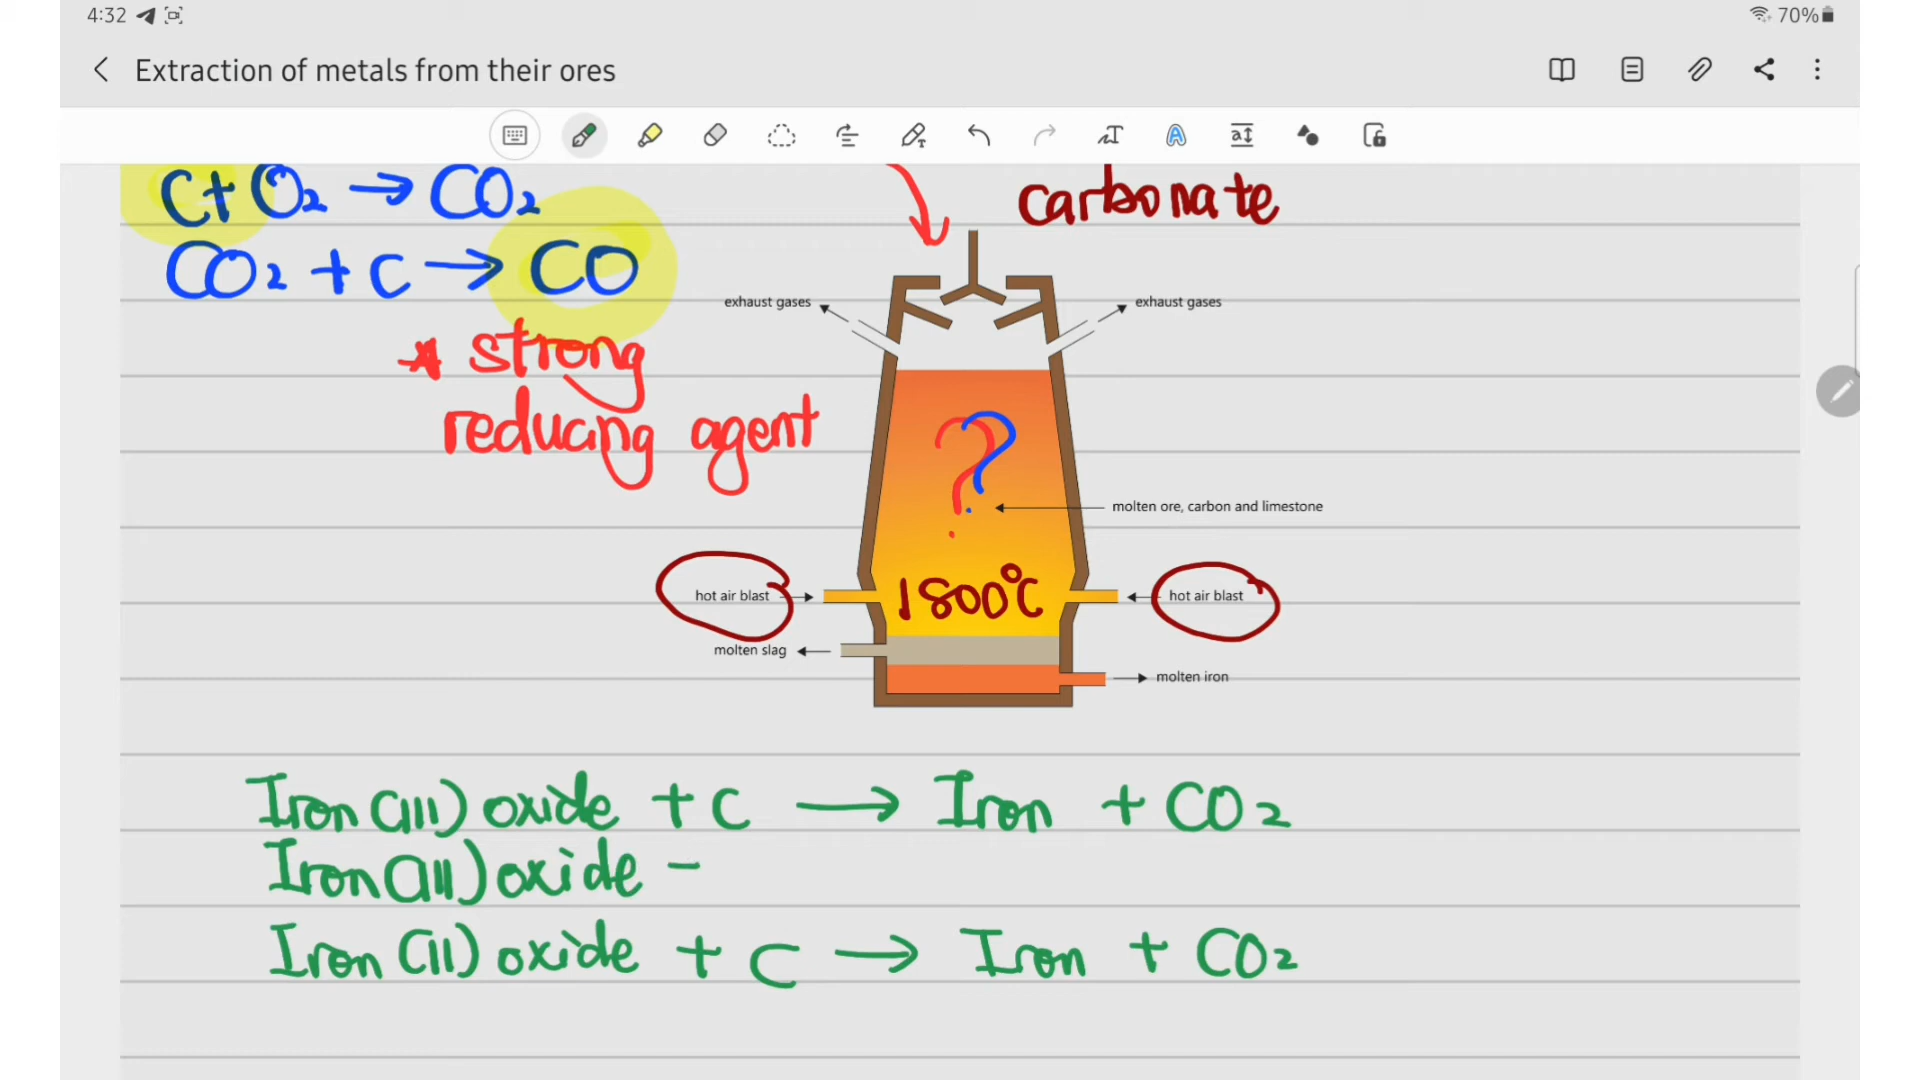 4:32 70%
Extraction of metals from their ores
C + O₂ → CO₂
carbonate
CO₂ + C → CO
exhaust gases exhaust gases
* strong
reducing agent
molten ore, carbon and limestone
hot air blast 1800°C hot air blast
molten slag
molten iron
Iron (III) oxide + C → Iron + CO₂
Iron (III) oxide -
Iron (II) oxide + C → Iron + CO₂